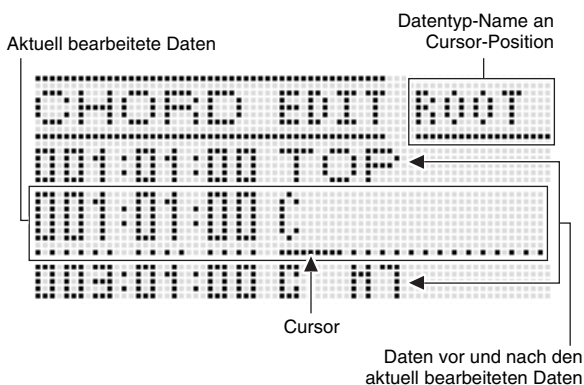 Datentyp-Name an
Cursor-Position
Aktuell bearbeitete Daten
CHORD EDIT ROOT
001:01:00 TOP
001:01:00 C
003:01:00 C m7
Cursor
Daten vor und nach den
aktuell bearbeiteten Daten